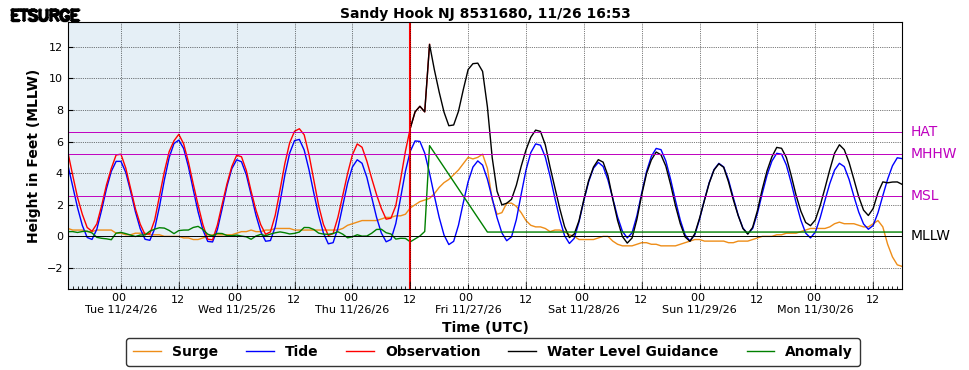 ETSURGE
Sandy Hook NJ 8531680, 11/26 16:53
Height in Feet (MLLW)
12
10
8
6
4
2
0
−2
HAT
MHHW
MSL
MLLW
00 12 00 12 00 12 00 12 00 12 00 12 00 12
Tue 11/24/26 Wed 11/25/26 Thu 11/26/26 Fri 11/27/26 Sat 11/28/26 Sun 11/29/26 Mon 11/30/26
Time (UTC)
Surge Tide Observation Water Level Guidance Anomaly